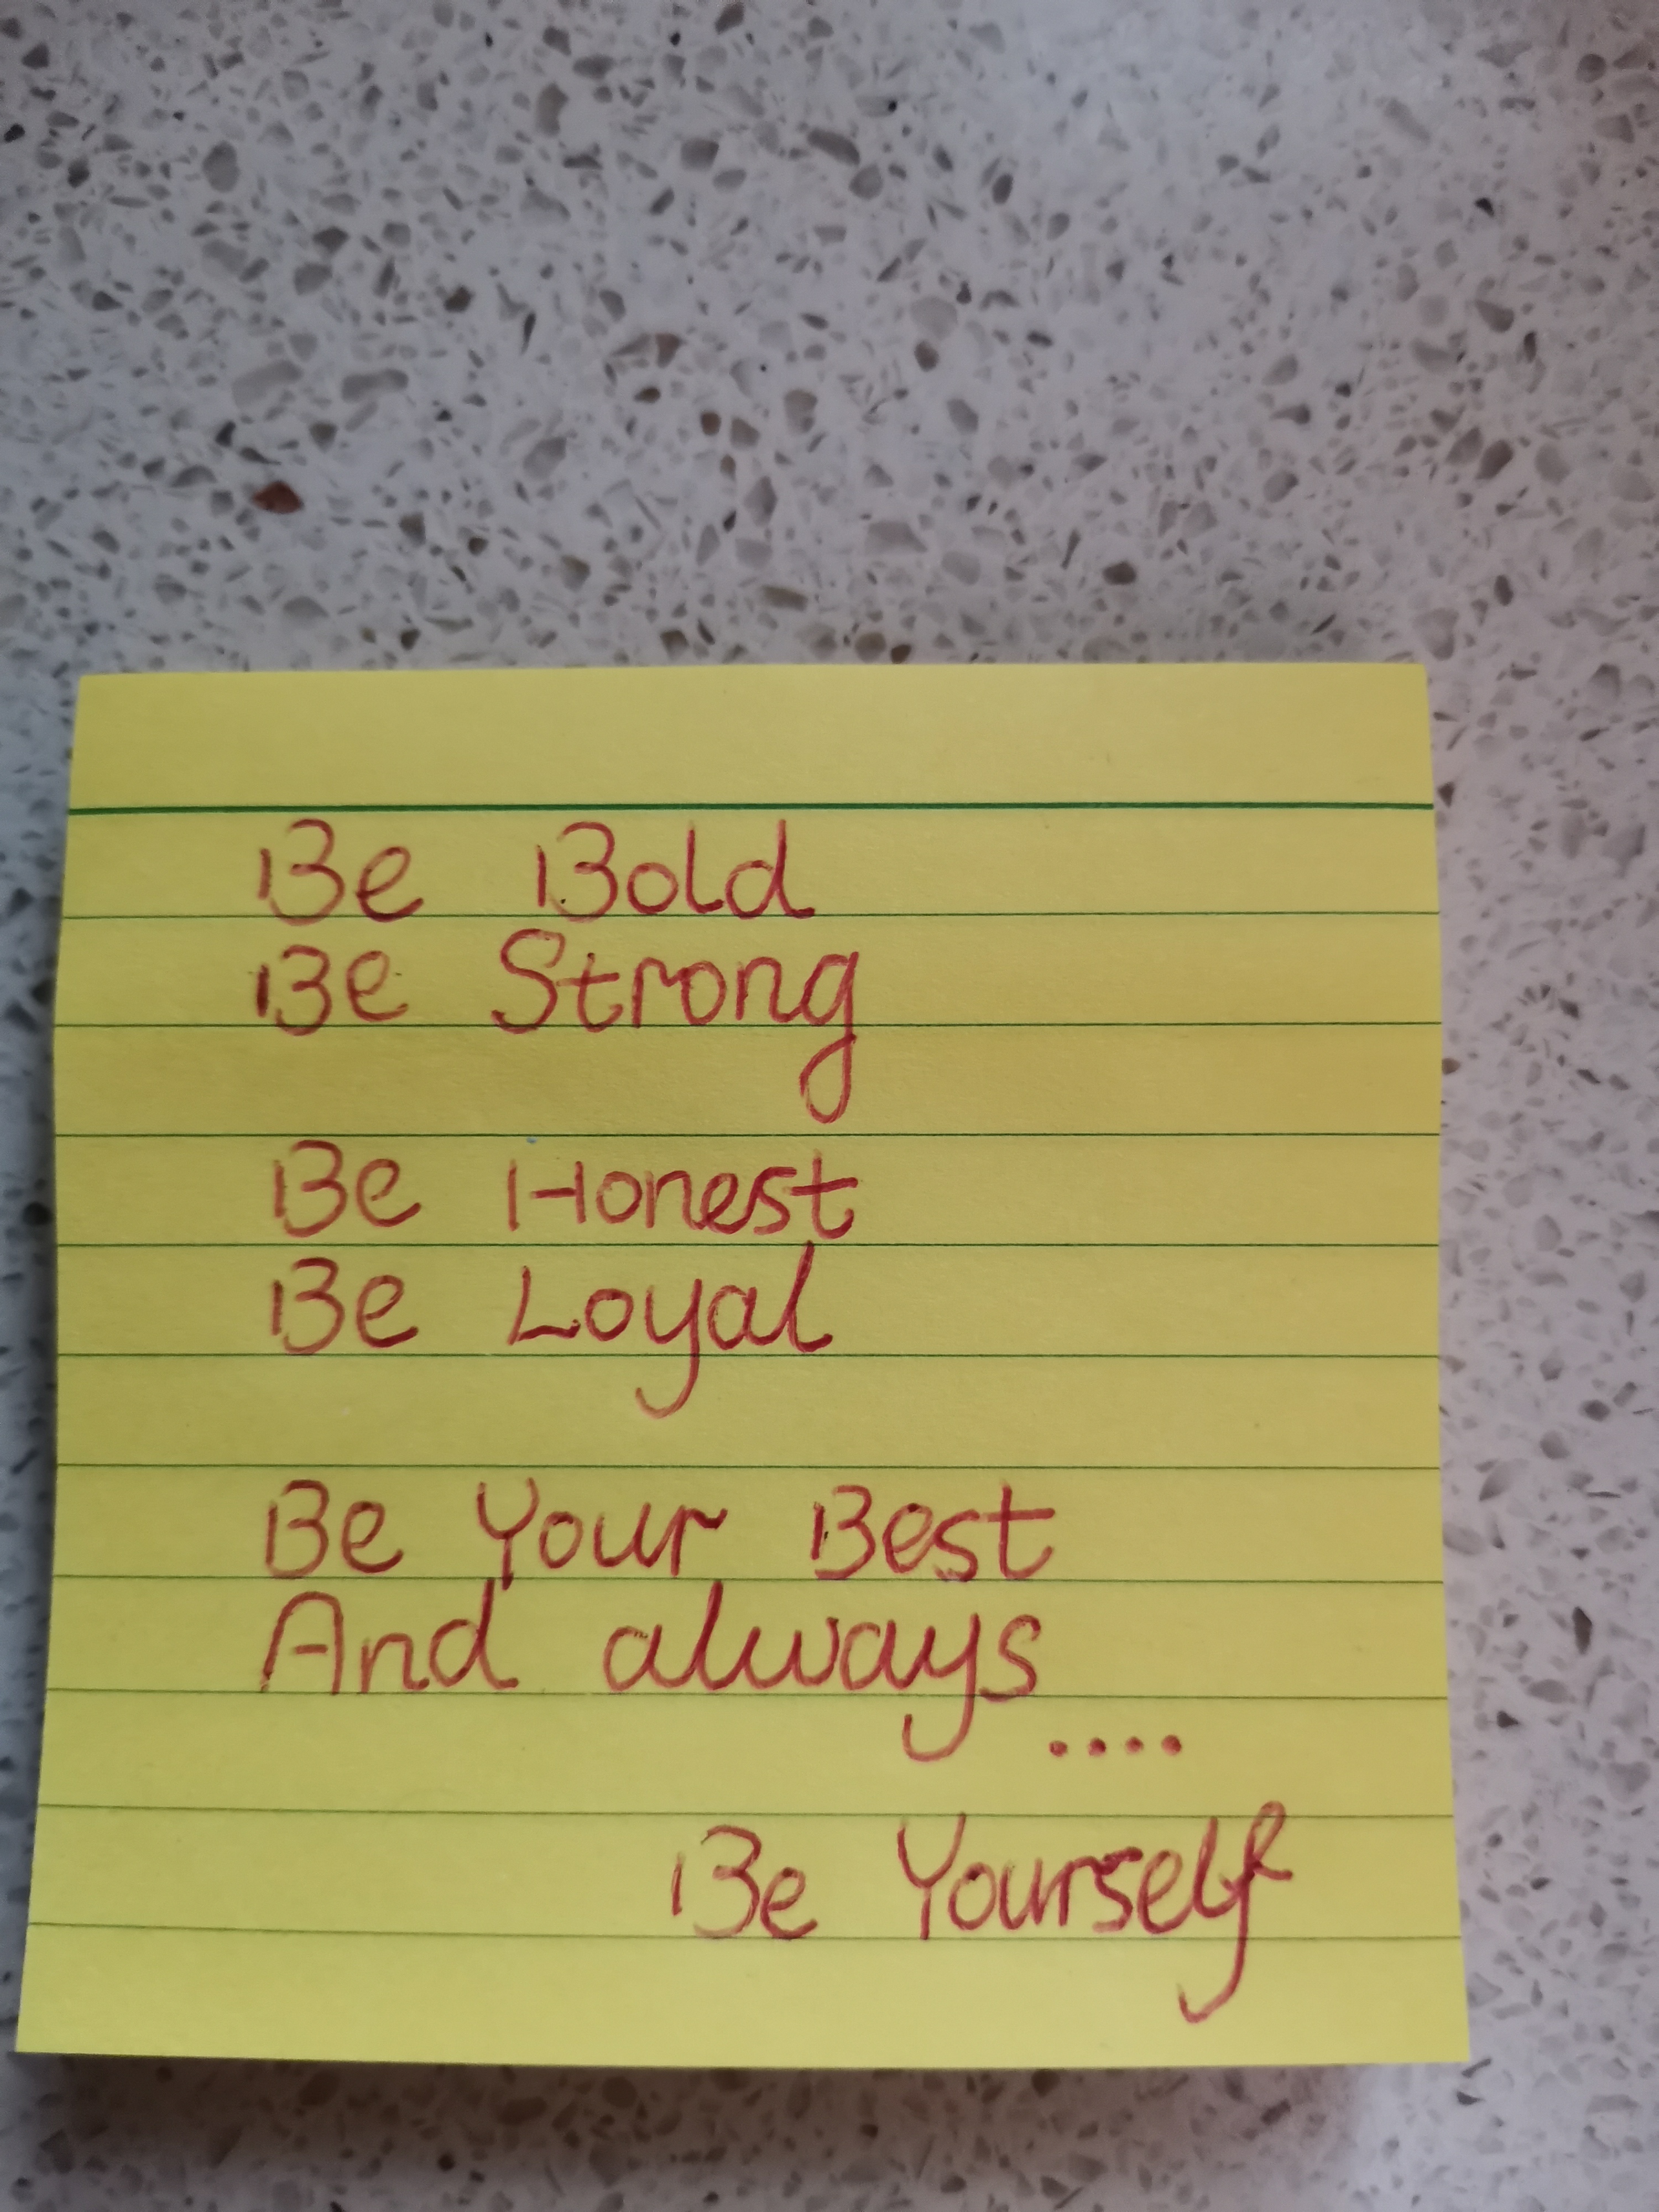 Be Bold
Be Strong
Be Honest
Be Loyal
Be Your Best
And always
....
Be Yourself